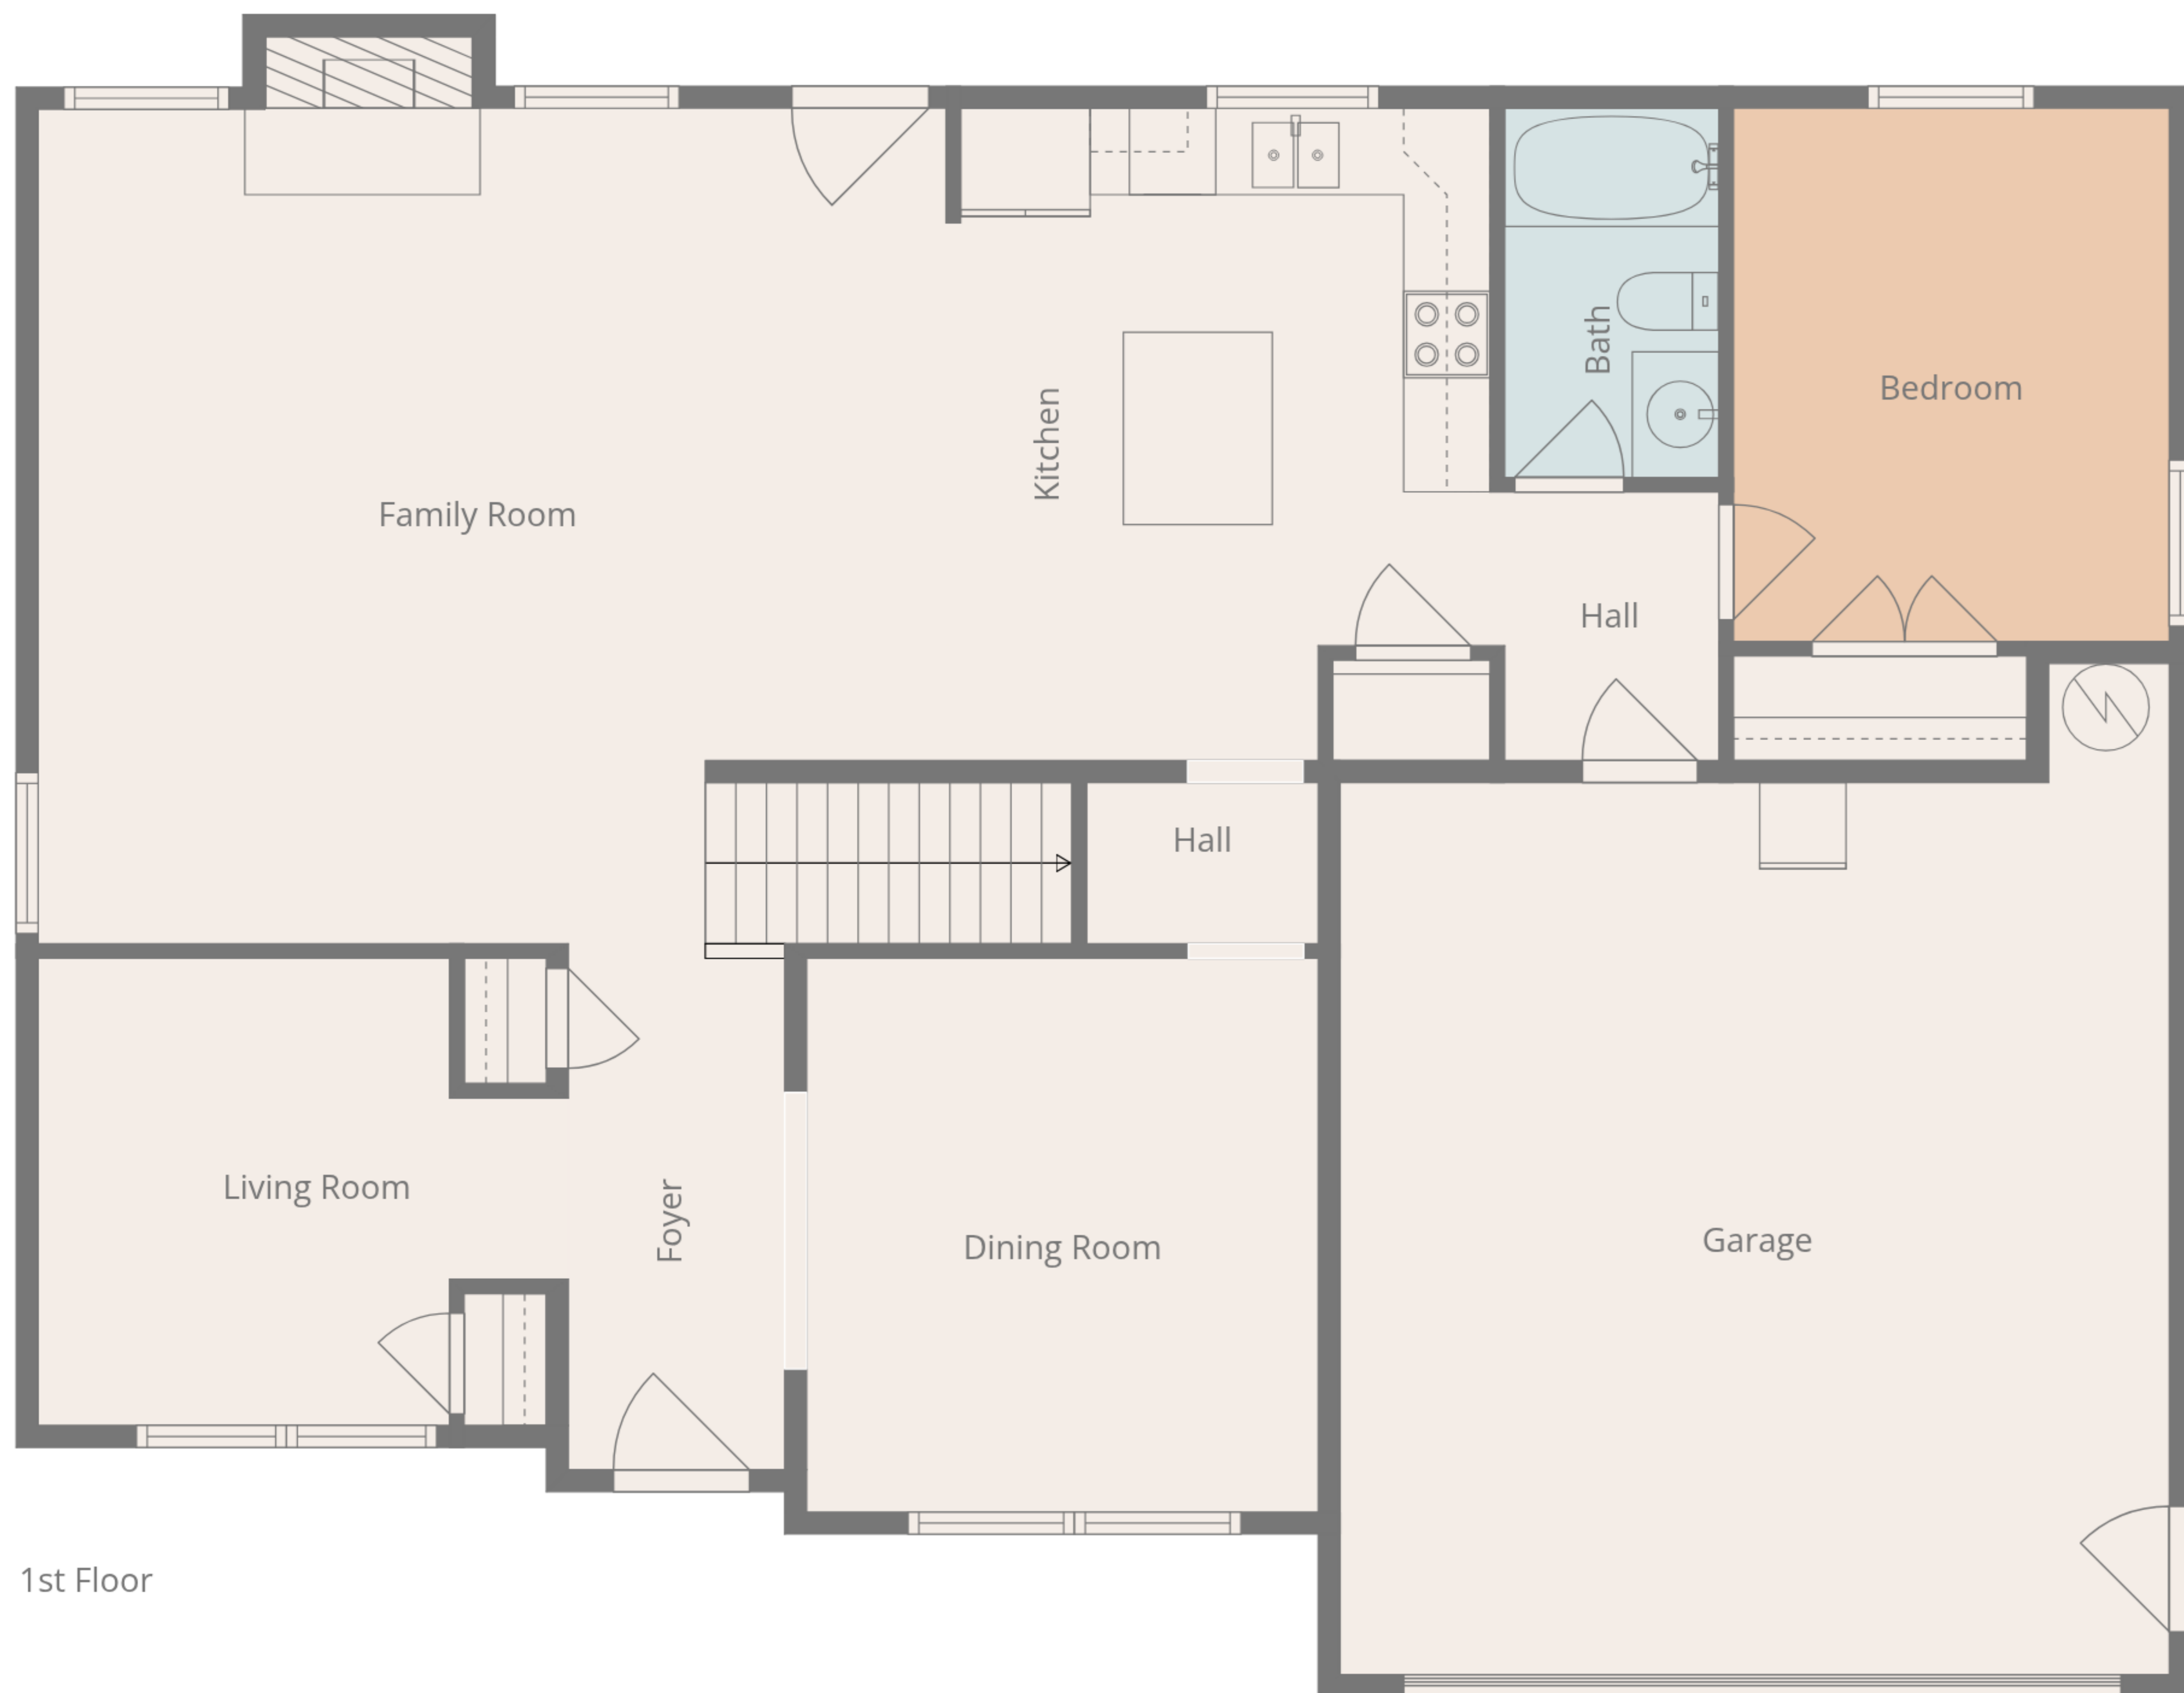 Bath
Bedroom
Kitchen
Family Room
Hall
Hall
Living Room
Foyer
Dining Room
Garage
1st Floor